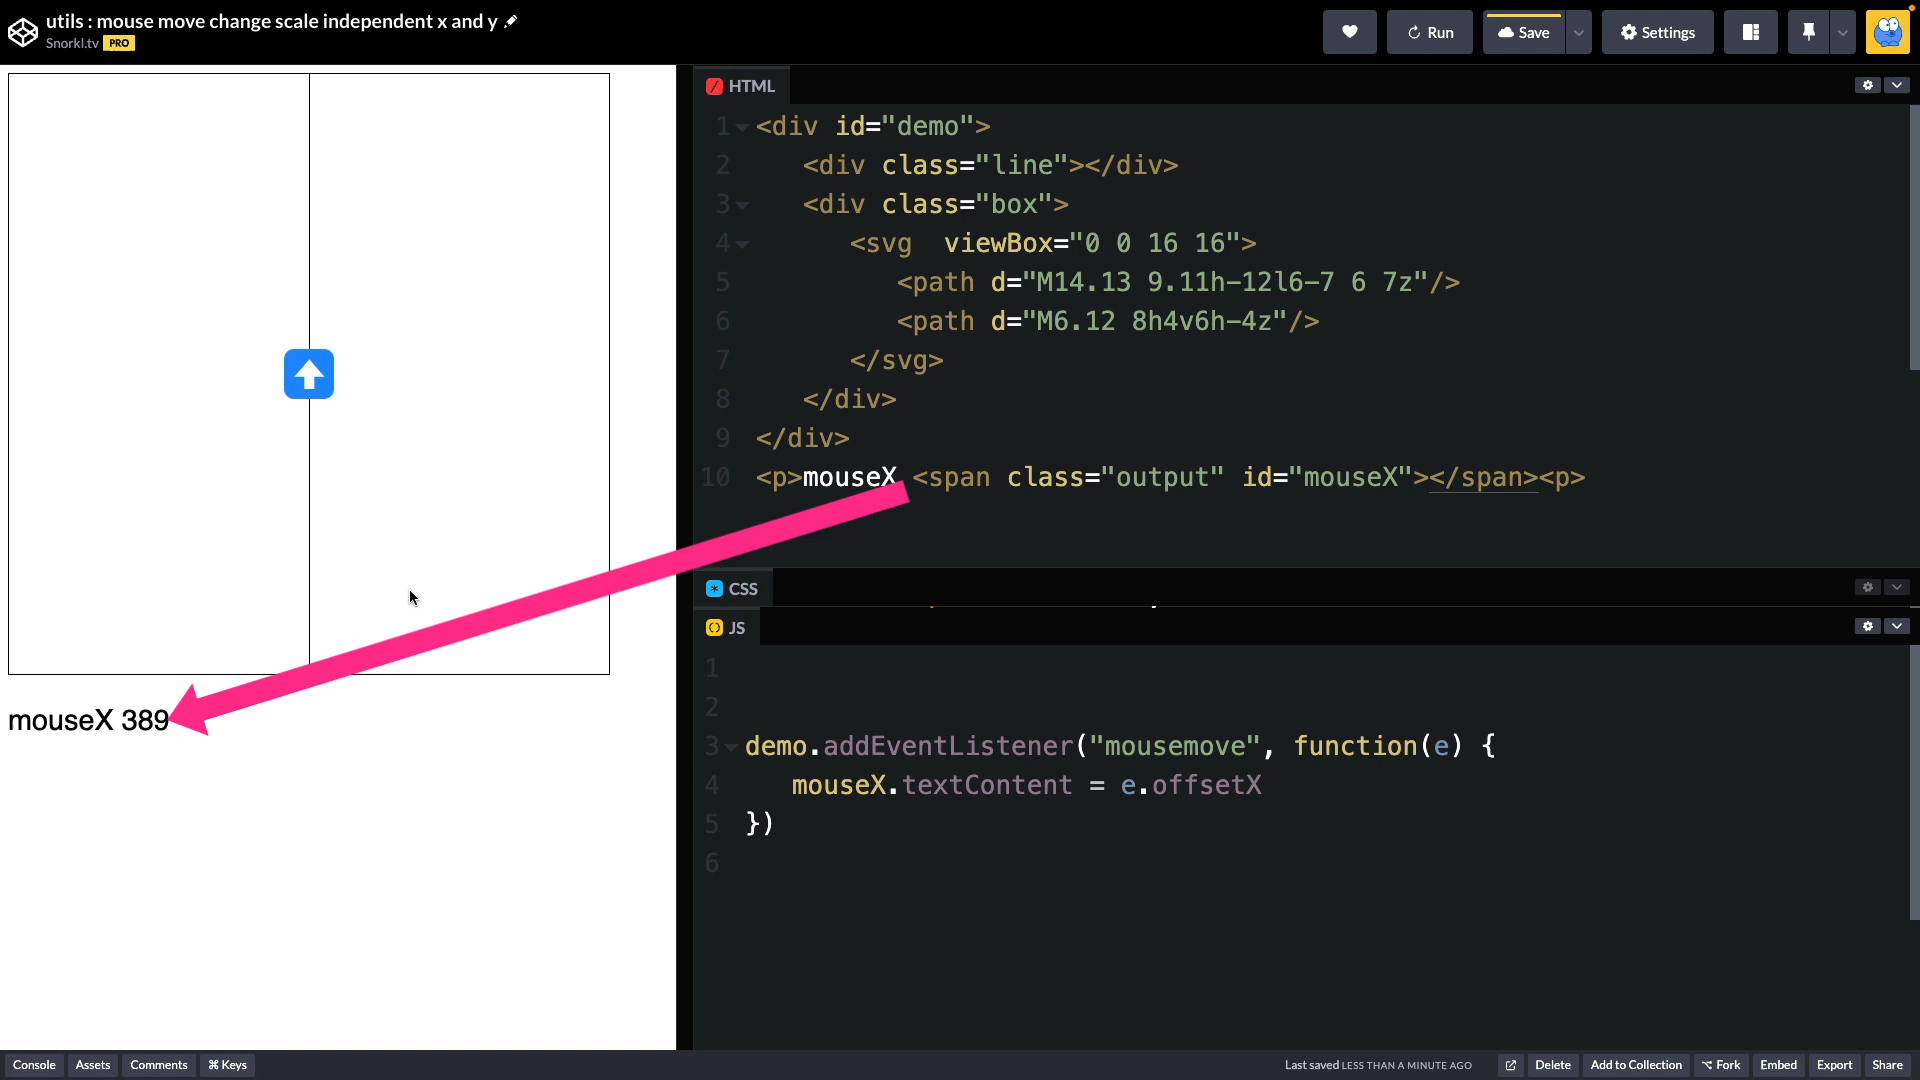 utils : mouse move change scale independent x and y
Snorkl.tv PRO
Run
Save
Settings
mouseX 389
HTML
1 <div id="demo">
2 <div class="line"></div>
3 <div class="box">
4 <svg  viewBox="0 0 16 16">
5 <path d="M14.13 9.11h-12l6-7 6 7z"/>
6 <path d="M6.12 8h4v6h-4z"/>
7 </svg>
8 </div>
9 </div>
10 <p>mouseX <span class="output" id="mouseX"></span><p>
CSS
JS
1
2
3 demo.addEventListener("mousemove", function(e) {
4 mouseX.textContent = e.offsetX
5 })
6
Console Assets Comments ⌘ Keys
Last saved LESS THAN A MINUTE AGO Delete Add to Collection Fork Embed Export Share